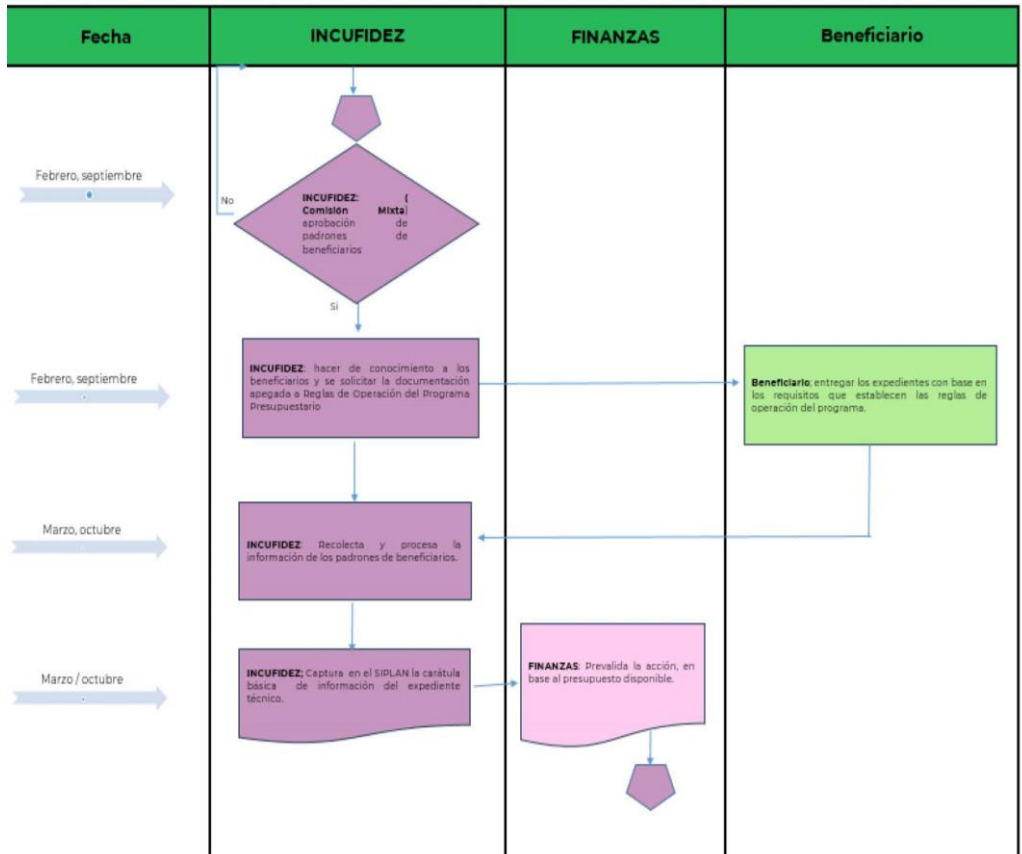 Fecha
INCUFIDEZ
FINANZAS
Beneficiario
Febrero, septiembre
No
INCUFIDEZ: (
Comisión Mixta)
aprobación de
padrones de
beneficiarios
Si
Febrero, septiembre
INCUFIDEZ: hacer de conocimiento a los
beneficiarios y se solicitar la documentación
apegada a Reglas de Operación del Programa
Presupuestario
Beneficiario; entregar los expedientes con base en
los requisitos que establecen las reglas de
operación del programa.
Marzo, octubre
INCUFIDEZ: Recolecta y procesa la
información de los padrones de beneficiarios.
Marzo / octubre
INCUFIDEZ; Captura en el SIPLAN la carátula
básica de información del expediente
técnico.
FINANZAS: Prevalida la acción, en
base al presupuesto disponible.